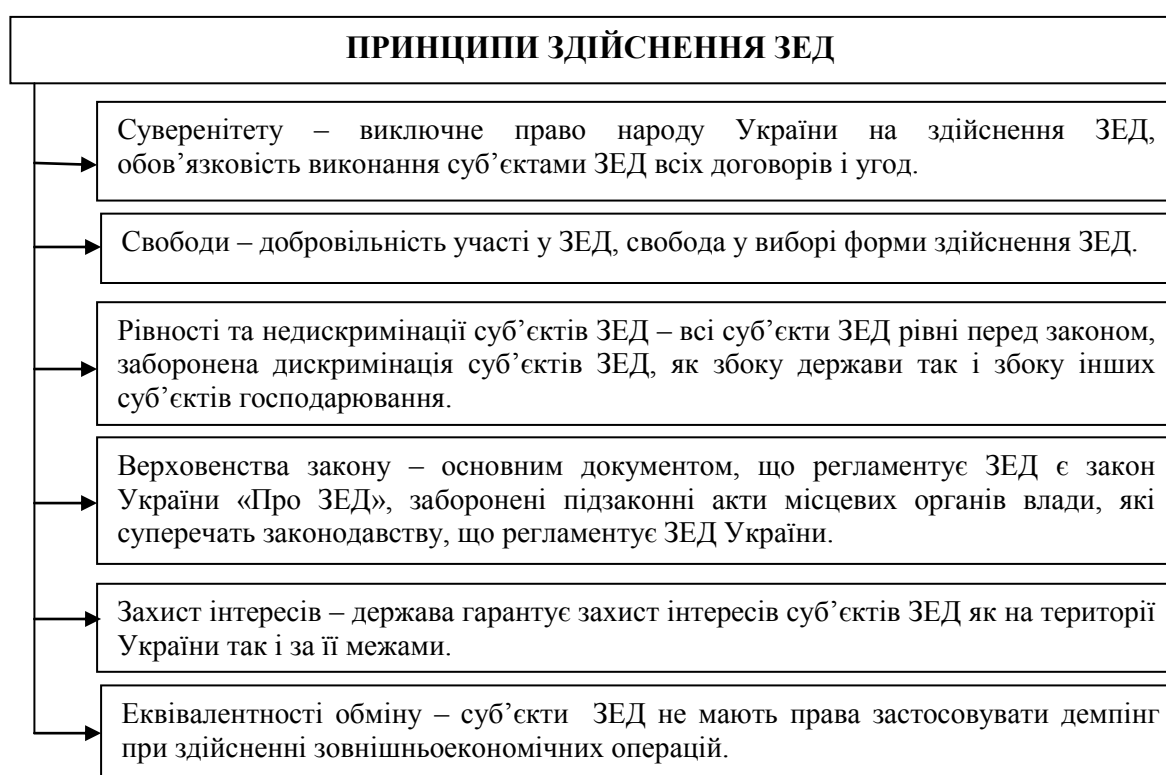 ПРИНЦИПИ ЗДІЙСНЕННЯ ЗЕД
Суверенітету – виключне право народу України на здійснення ЗЕД,
обов’язковість виконання суб’єктами ЗЕД всіх договорів і угод.
Свободи – добровільність участі у ЗЕД, свобода у виборі форми здійснення ЗЕД.
Рівності та недискримінації суб’єктів ЗЕД – всі суб’єкти ЗЕД рівні перед законом,
заборонена дискримінація суб’єктів ЗЕД, як збоку держави так і збоку інших
суб’єктів господарювання.
Верховенства закону – основним документом, що регламентує ЗЕД є закон
України «Про ЗЕД», заборонені підзаконні акти місцевих органів влади, які
суперечать законодавству, що регламентує ЗЕД України.
Захист інтересів – держава гарантує захист інтересів суб’єктів ЗЕД як на території
України так і за її межами.
Еквівалентності обміну – суб’єкти ЗЕД не мають права застосовувати демпінг
при здійсненні зовнішньоекономічних операцій.